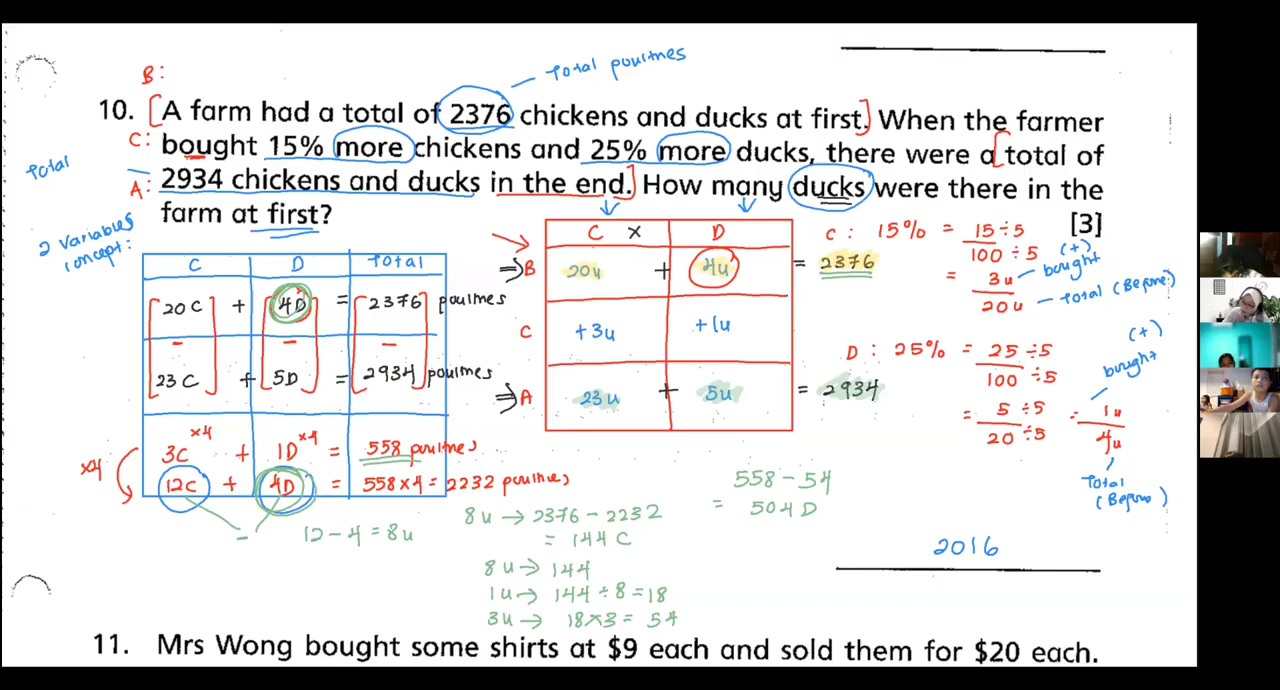 B:
Total poultries
10. [A farm had a total of 2376 chickens and ducks at first.] When the farmer
C: bought 15% more chickens and 25% more ducks, there were a [total of
Total
A: 2934 chickens and ducks in the end.] How many ducks were there in the
farm at first? [3]
2 Variables
concept:
C D Total
20C + 4D = 2376 poultries
- - -
23C + 5D = 2934 poultries
3C ×4 + 1D ×4 = 558 poultries
×4
12C + 4D = 558 × 4 = 2232 poultries
- 12 - 4 = 8u
C × D
⇒ B 20u + 4u = 2376
C +3u +1u
⇒ A 23u + 5u = 2934
C: 15% = 15 ÷5
100 ÷5
(+)
= 3u bought
20u Total (Before)
D: 25% = 25 ÷5
100 ÷5
(+)
bought
= 5 ÷5 = 1u
20 ÷5 4u
Total
(Before)
8u → 2376 - 2232
= 144 C
8u → 144
1u → 144 ÷ 8 = 18
3u → 18×3 = 54
558 - 54
= 504 D
2016
11. Mrs Wong bought some shirts at $9 each and sold them for $20 each.